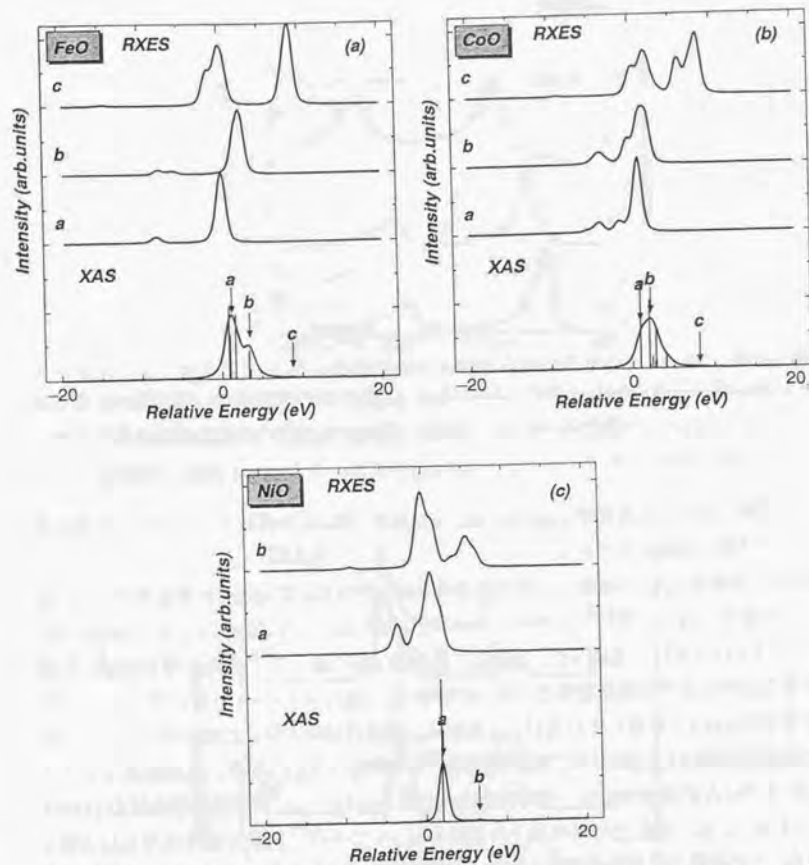 FeO RXES (a)
c
b
a
XAS
a
b
c
Intensity (arb.units)
-20 0 20
Relative Energy (eV)
CoO RXES (b)
c
b
a
XAS
a b
c
Intensity (arb.units)
-20 0 20
Relative Energy (eV)
NiO RXES (c)
b
a
XAS
a
b
Intensity (arb.units)
-20 0 20
Relative Energy (eV)